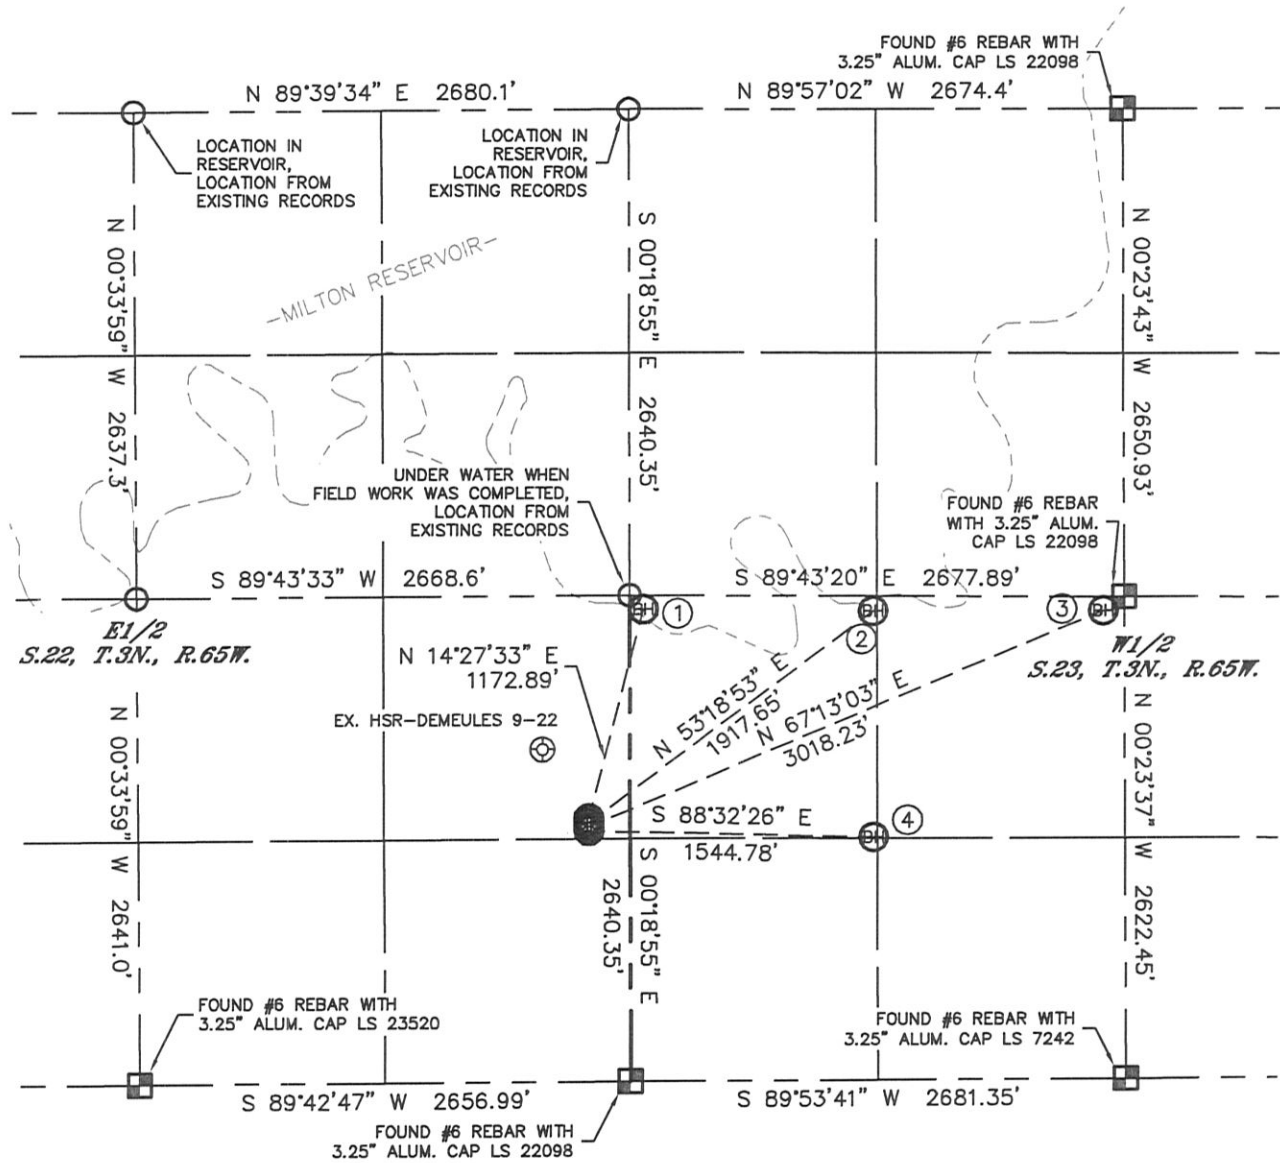 FOUND #6 REBAR WITH
3.25" ALUM. CAP LS 22098
N 89°39'34" E 2680.1'
N 89°57'02" W 2674.4'
LOCATION IN
RESERVOIR,
LOCATION FROM
EXISTING RECORDS
LOCATION IN
RESERVOIR,
LOCATION FROM
EXISTING RECORDS
N 00°33'59" W 2637.3'
-MILTON RESERVOIR-
S 00°18'55" E 2640.35'
N 00°23'43" W 2650.93'
UNDER WATER WHEN
FIELD WORK WAS COMPLETED,
LOCATION FROM
EXISTING RECORDS
FOUND #6 REBAR
WITH 3.25" ALUM.
CAP LS 22098
S 89°43'33" W 2668.6'
S 89°43'20" E 2677.89'
BH 1
BH 2
3 BH
E1/2
S.22, T.3N., R.65W.
W1/2
S.23, T.3N., R.65W.
N 14°27'33" E
1172.89'
N 53°18'53" E
1917.65'
N 67°13'03" E
3018.23'
EX. HSR-DEMEULES 9-22
S 88°32'26" E
1544.78'
BH 4
N 00°33'59" W 2641.0'
S 00°18'55" E
2640.35'
N 00°23'37" W 2622.45'
FOUND #6 REBAR WITH
3.25" ALUM. CAP LS 23520
FOUND #6 REBAR WITH
3.25" ALUM. CAP LS 7242
S 89°42'47" W 2656.99'
S 89°53'41" W 2681.35'
FOUND #6 REBAR WITH
3.25" ALUM. CAP LS 22098